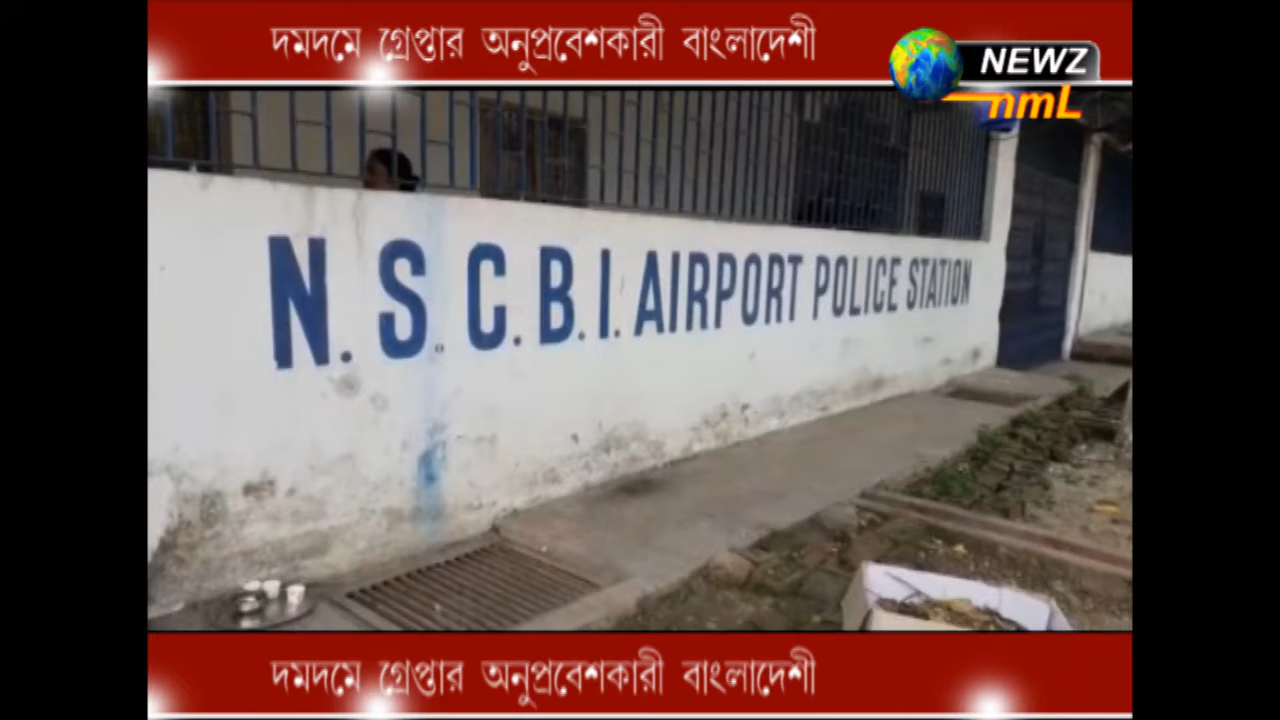 দমদমে গ্রেপ্তার অনুপ্রবেশকারী বাংলাদেশী
NEWZ
nmL
N. S. C. B. I. AIRPORT POLICE STATION
দমদমে গ্রেপ্তার অনুপ্রবেশকারী বাংলাদেশী